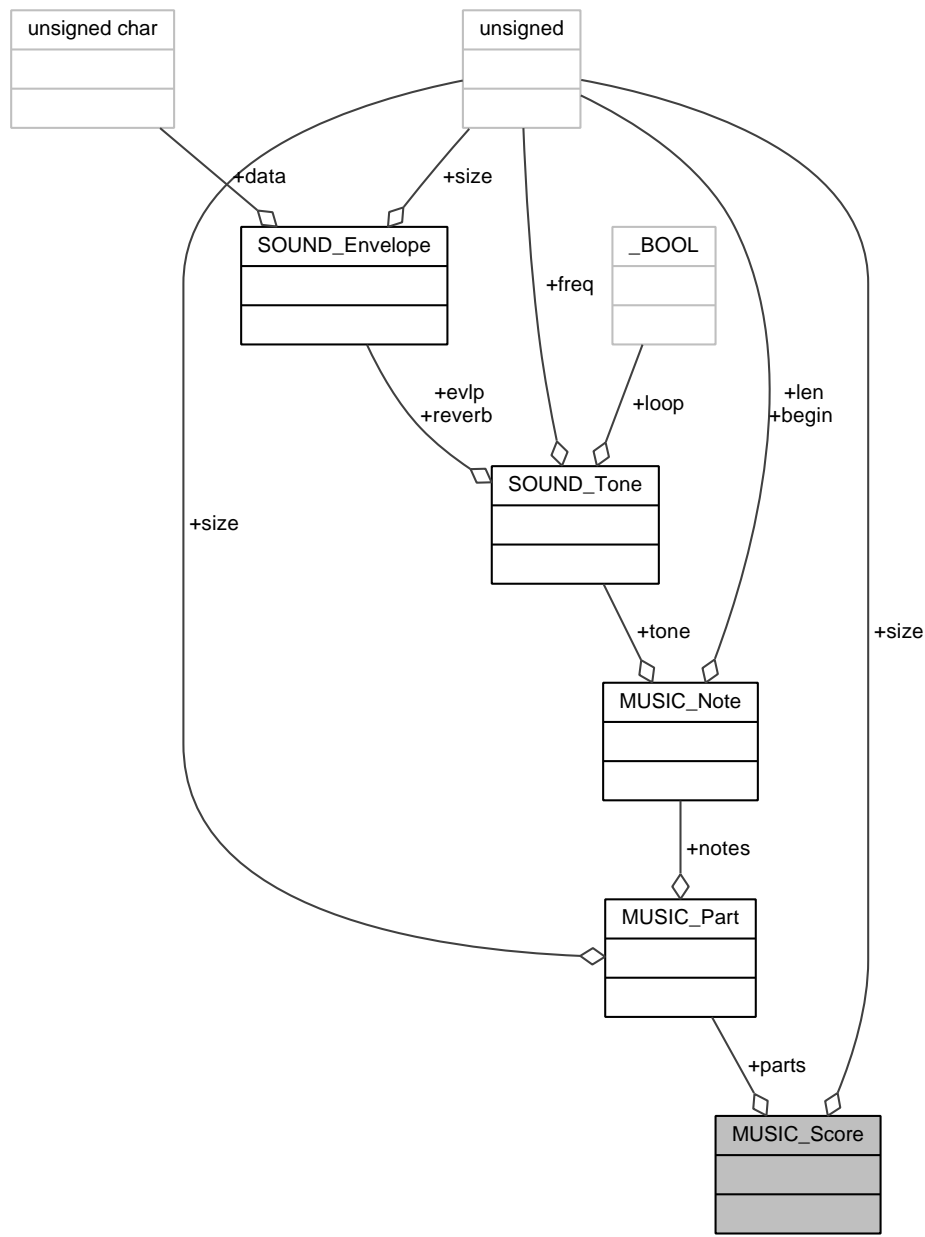 unsigned char
unsigned
+data
+size
SOUND_Envelope
_BOOL
+freq
+evlp
+reverb
+loop
+len
+begin
SOUND_Tone
+size
+tone
+size
MUSIC_Note
+notes
MUSIC_Part
+parts
MUSIC_Score